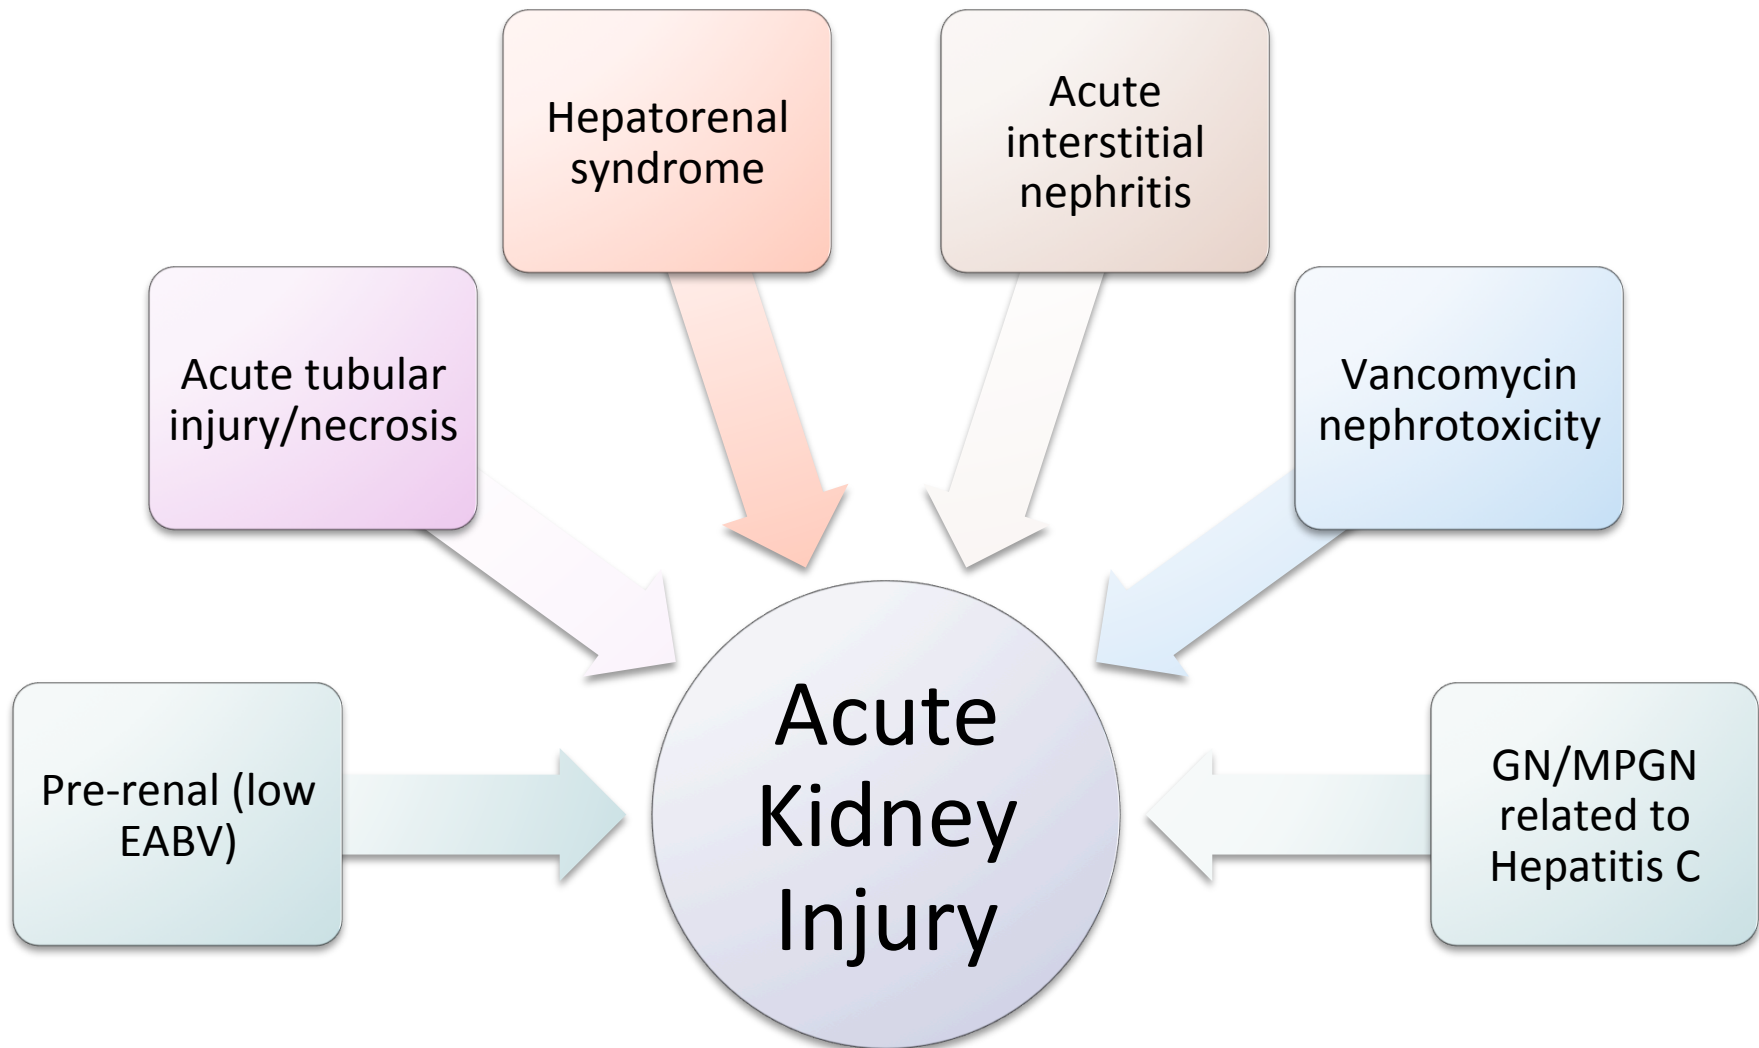 Hepatorenal
syndrome
Acute
interstitial
nephritis
Acute tubular
injury/necrosis
Vancomycin
nephrotoxicity
Pre-renal (low
EABV)
Acute
Kidney
Injury
GN/MPGN
related to
Hepatitis C